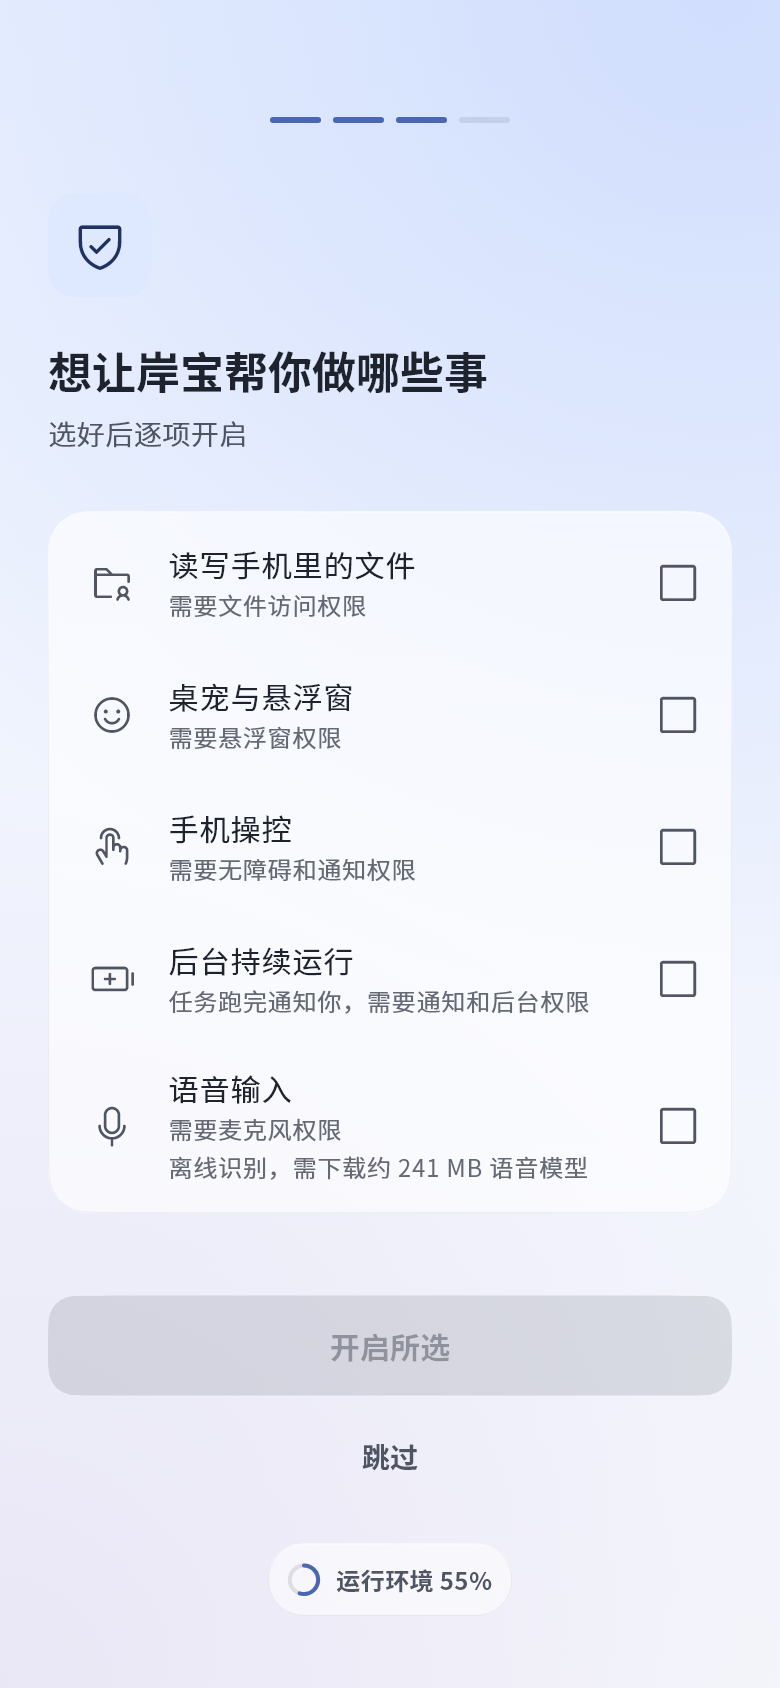 想让岸宝帮你做哪些事
选好后逐项开启
读写手机里的文件
需要文件访问权限
桌宠与悬浮窗
需要悬浮窗权限
手机操控
需要无障碍和通知权限
后台持续运行
任务跑完通知你，需要通知和后台权限
语音输入
需要麦克风权限
离线识别，需下载约 241 MB 语音模型
开启所选
跳过
运行环境 55%